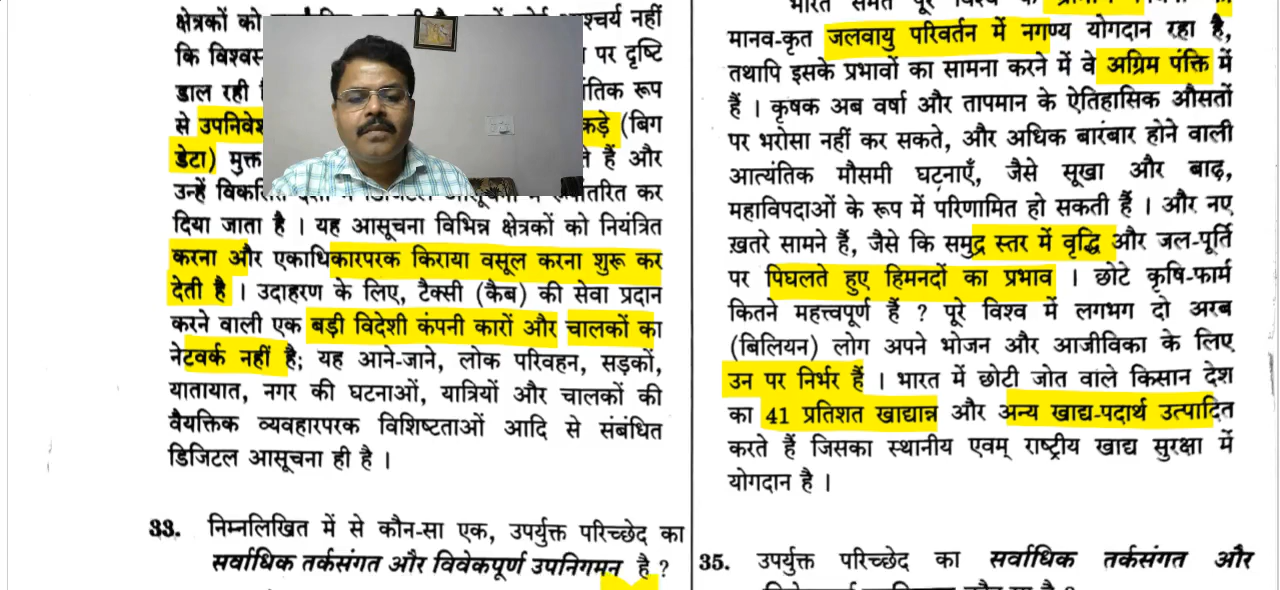 क्षेत्रकों को
कि विश्वस
पर दृष्टि
डाल रही
से उपनिवेश
कड़े (बिग
डेटा) मुक्त
हैं और
उन्हें विकसित
कर
दिया जाता है । यह आसूचना विभिन्न क्षेत्रकों को नियंत्रित
करना और एकाधिकारपरक किराया वसूल करना शुरू कर
देती है । उदाहरण के लिए, टैक्सी (कैब) की सेवा प्रदान
करने वाली एक बड़ी विदेशी कंपनी कारों और चालकों का
नेटवर्क नहीं है; यह आने-जाने, लोक परिवहन, सड़कों,
यातायात, नगर की घटनाओं, यात्रियों और चालकों की
वैयक्तिक व्यवहारपरक विशिष्टताओं आदि से संबंधित
डिजिटल आसूचना ही है ।
33. निम्नलिखित में से कौन-सा एक, उपर्युक्त परिच्छेद का
सर्वाधिक तर्कसंगत और विवेकपूर्ण उपनिगमन है ?
भारत समेत पूरे विश्व के
मानव-कृत जलवायु परिवर्तन में नगण्य योगदान रहा है,
तथापि इसके प्रभावों का सामना करने में वे अग्रिम पंक्ति में
हैं । कृषक अब वर्षा और तापमान के ऐतिहासिक औसतों
पर भरोसा नहीं कर सकते, और अधिक बारंबार होने वाली
आत्यंतिक मौसमी घटनाएँ, जैसे सूखा और बाढ़,
महाविपदाओं के रूप में परिणामित हो सकती हैं । और नए
ख़तरे सामने हैं, जैसे कि समुद्र स्तर में वृद्धि और जल-पूर्ति
पर पिघलते हुए हिमनदों का प्रभाव । छोटे कृषि-फार्म
कितने महत्त्वपूर्ण हैं ? पूरे विश्व में लगभग दो अरब
(बिलियन) लोग अपने भोजन और आजीविका के लिए
उन पर निर्भर हैं । भारत में छोटी जोत वाले किसान देश
का 41 प्रतिशत खाद्यान्न और अन्य खाद्य-पदार्थ उत्पादित
करते हैं जिसका स्थानीय एवम् राष्ट्रीय खाद्य सुरक्षा में
योगदान है ।
35. उपर्युक्त परिच्छेद का सर्वाधिक तर्कसंगत और